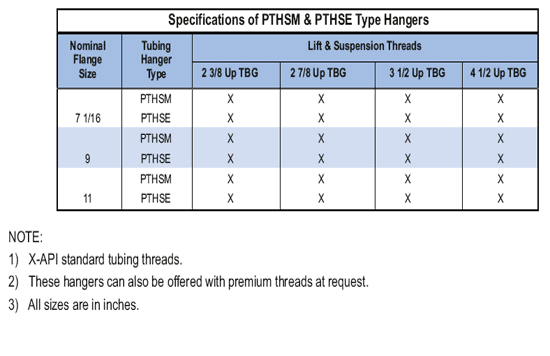 Specifications of PTHSM & PTHSE Type Hangers
Nominal Flange Size
Tubing Hanger Type
Lift & Suspension Threads
2 3/8 Up TBG 2 7/8 Up TBG 3 1/2 Up TBG 4 1/2 Up TBG
PTHSM X X X X
7 1/16 PTHSE X X X X
PTHSM X X X X
9 PTHSE X X X X
PTHSM X X X X
11 PTHSE X X X X
NOTE:
1) X-API standard tubing threads.
2) These hangers can also be offered with premium threads at request.
3) All sizes are in inches.